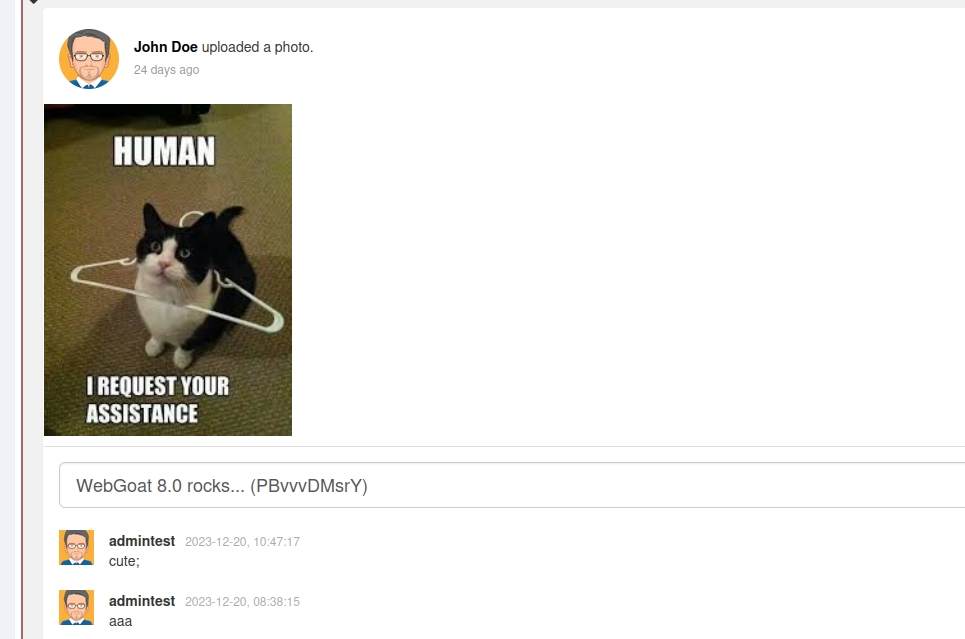 John Doe uploaded a photo.
24 days ago
HUMAN
I REQUEST YOUR
ASSISTANCE
WebGoat 8.0 rocks... (PBvvvDMsrY)
admintest 2023-12-20, 10:47:17
cute;
admintest 2023-12-20, 08:38:15
aaa